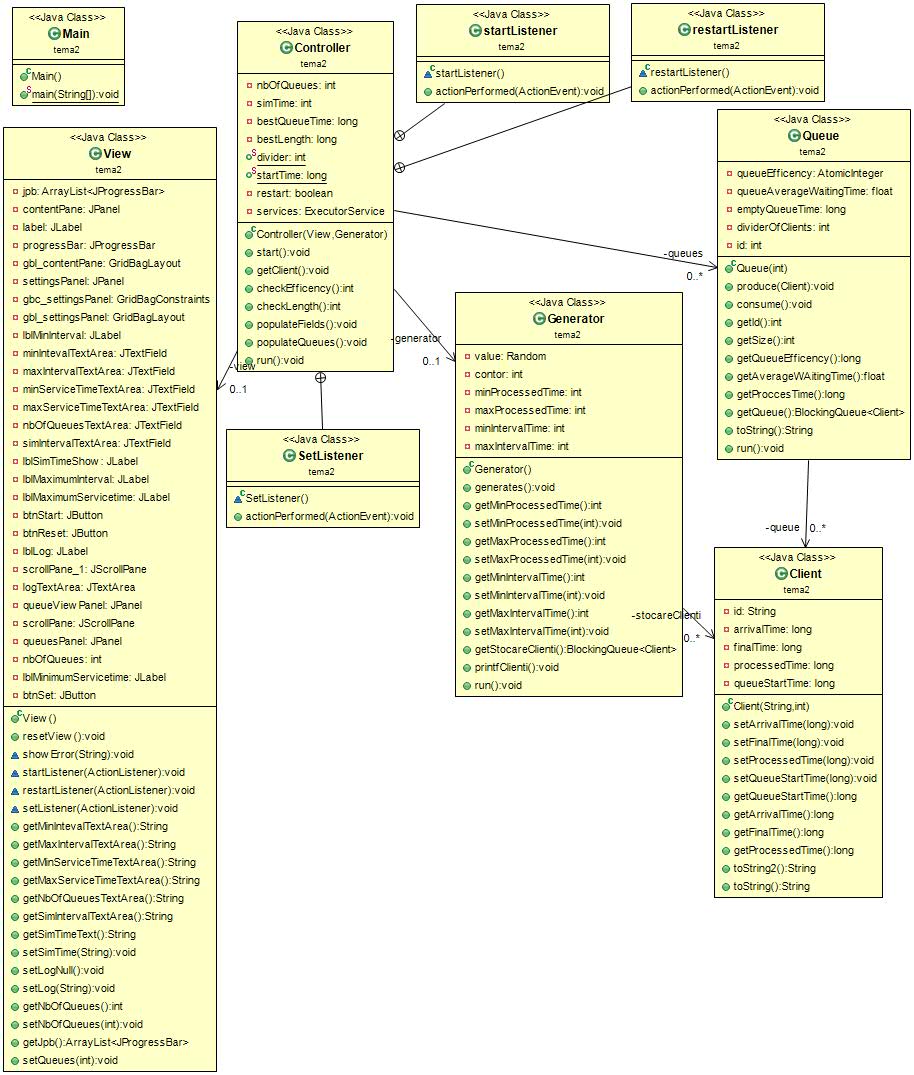 <<Java Class>>
Main
tema2
Main()
main(String[]):void
<<Java Class>>
View
tema2
jpb: ArrayList<JProgressBar>
contentPane: JPanel
label: JLabel
progressBar: JProgressBar
gbl_contentPane: GridBagLayout
settingsPanel: JPanel
gbc_settingsPanel: GridBagConstraints
gbl_settingsPanel: GridBagLayout
lblMinInterval: JLabel
minIntevalTextArea: JTextField
maxIntervalTextArea: JTextField
minServiceTimeTextArea: JTextField
maxServiceTimeTextArea: JTextField
nbOfQueuesTextArea: JTextField
simIntervalTextArea: JTextField
lblSimTimeShow: JLabel
lblMaximumInterval: JLabel
lblMaximumServicetime: JLabel
btnStart: JButton
btnReset: JButton
lblLog: JLabel
scrollPane_1: JScrollPane
logTextArea: JTextArea
queueViewPanel: JPanel
scrollPane: JScrollPane
queuesPanel: JPanel
nbOfQueues: int
lblMinimumServicetime: JLabel
btnSet: JButton
View()
resetView():void
showError(String):void
startListener(ActionListener):void
restartListener(ActionListener):void
setListener(ActionListener):void
getMinIntevalTextArea():String
getMaxIntervalTextArea():String
getMinServiceTimeTextArea():String
getMaxServiceTimeTextArea():String
getNbOfQueuesTextArea():String
getSimIntervalTextArea():String
getSimTimeText():String
setSimTime(String):void
setLogNull():void
setLog(String):void
getNbOfQueues():int
setNbOfQueues(int):void
getJpb():ArrayList<JProgressBar>
setQueues(int):void
<<Java Class>>
Controller
tema2
nbOfQueues: int
simTime: int
bestQueueTime: long
bestLength: long
divider: int
startTime: long
restart: boolean
services: ExecutorService
Controller(View,Generator)
start():void
getClient():void
checkEfficency():int
checkLength():int
populateFields():void
populateQueues():void
run():void
-view
0..1
<<Java Class>>
SetListener
tema2
SetListener()
actionPerformed(ActionEvent):void
<<Java Class>>
startListener
tema2
startListener()
actionPerformed(ActionEvent):void
<<Java Class>>
restartListener
tema2
restartListener()
actionPerformed(ActionEvent):void
-generator
0..1
<<Java Class>>
Generator
tema2
value: Random
contor: int
minProcessedTime: int
maxProcessedTime: int
minIntervalTime: int
maxIntervalTime: int
Generator()
generates():void
getMinProcessedTime():int
setMinProcessedTime(int):void
getMaxProcessedTime():int
setMaxProcessedTime(int):void
getMinIntervalTime():int
setMinIntervalTime(int):void
getMaxIntervalTime():int
setMaxIntervalTime(int):void
getStocareClienti():BlockingQueue<Client>
printfClienti():void
run():void
-queues
0..*
<<Java Class>>
Queue
tema2
queueEfficency: AtomicInteger
queueAverageWaitingTime: float
emptyQueueTime: long
dividerOfClients: int
id: int
Queue(int)
produce(Client):void
consume():void
getId():int
getSize():int
getQueueEfficency():long
getAverageWAitingTime():float
getProccesTime():long
getQueue():BlockingQueue<Client>
toString():String
run():void
-queue
0..*
-stocareClienti
0..*
<<Java Class>>
Client
tema2
id: String
arrivalTime: long
finalTime: long
processedTime: long
queueStartTime: long
Client(String,int)
setArrivalTime(long):void
setFinalTime(long):void
setProcessedTime(long):void
setQueueStartTime(long):void
getQueueStartTime():long
getArrivalTime():long
getFinalTime():long
getProcessedTime():long
toString2():String
toString():String